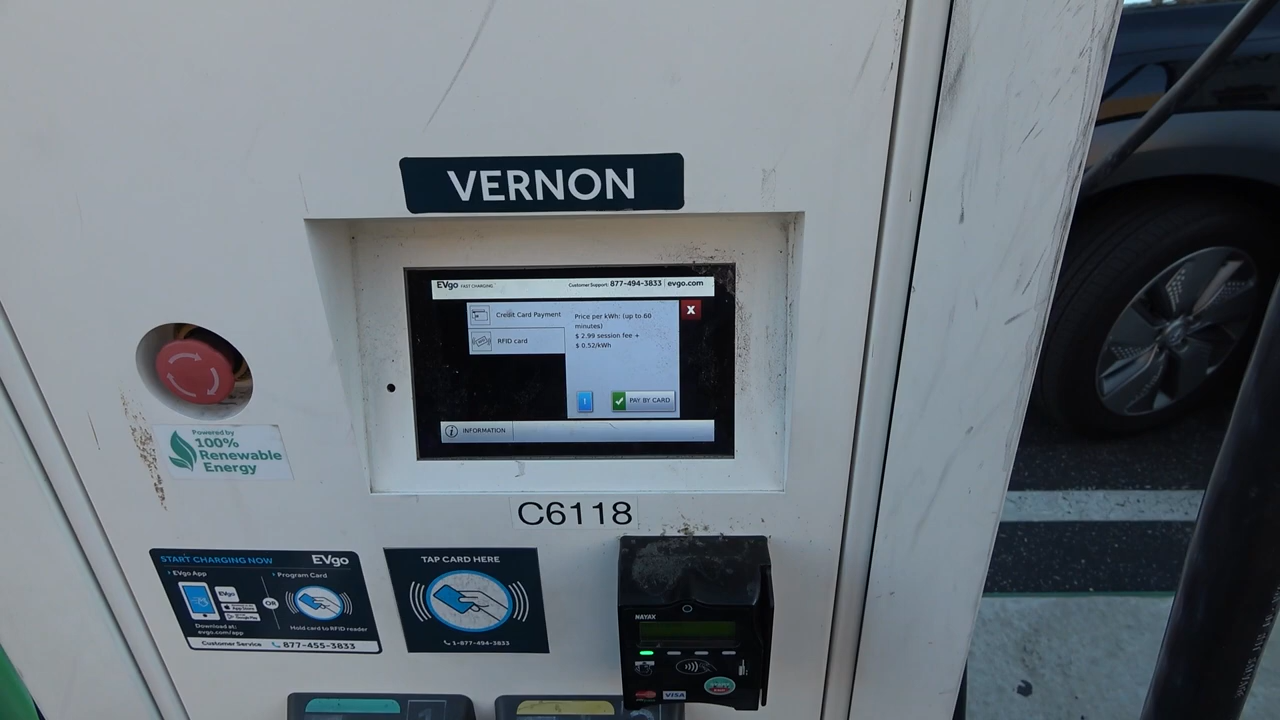 VERNON
EVgo FAST CHARGING
Customer Support: 877-494-3833 | evgo.com
Credit Card Payment
RFID card
Price per kWh: (up to 60
minutes)
$ 2.99 session fee +
$ 0.52/kWh
X
PAY BY CARD
INFORMATION
Powered by
100%
Renewable
Energy
C6118
START CHARGING NOW EVgo
EVgo App
Program Card
EVgo
OR
Download at:
evgo.com/app
Hold card to RFID reader
Customer Service 877-455-3833
TAP CARD HERE
1-877-494-3833
NAYAX
VISA